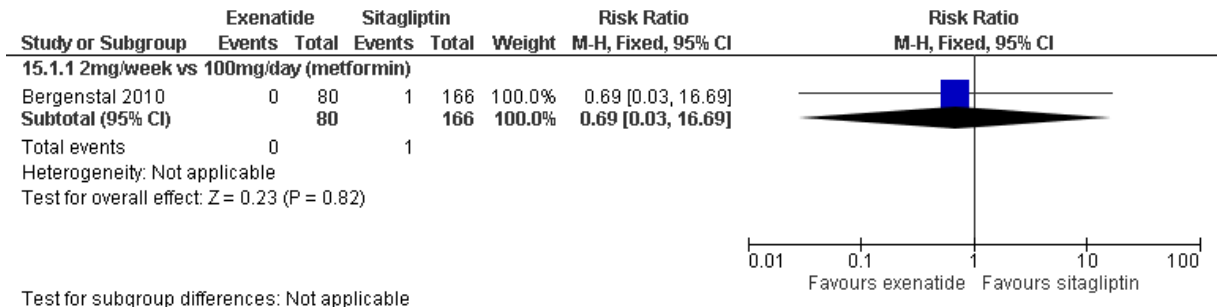 Exenatide Sitagliptin Risk Ratio Risk Ratio
Study or Subgroup Events Total Events Total Weight M-H, Fixed, 95% CI M-H, Fixed, 95% CI
15.1.1 2mg/week vs 100mg/day (metformin)
Bergenstal 2010 0 80 1 166 100.0% 0.69 [0.03, 16.69]
Subtotal (95% CI) 80 166 100.0% 0.69 [0.03, 16.69]
Total events 0 1
Heterogeneity: Not applicable
Test for overall effect: Z = 0.23 (P = 0.82)
0.01 0.1 1 10 100
Favours exenatide Favours sitagliptin
Test for subgroup differences: Not applicable